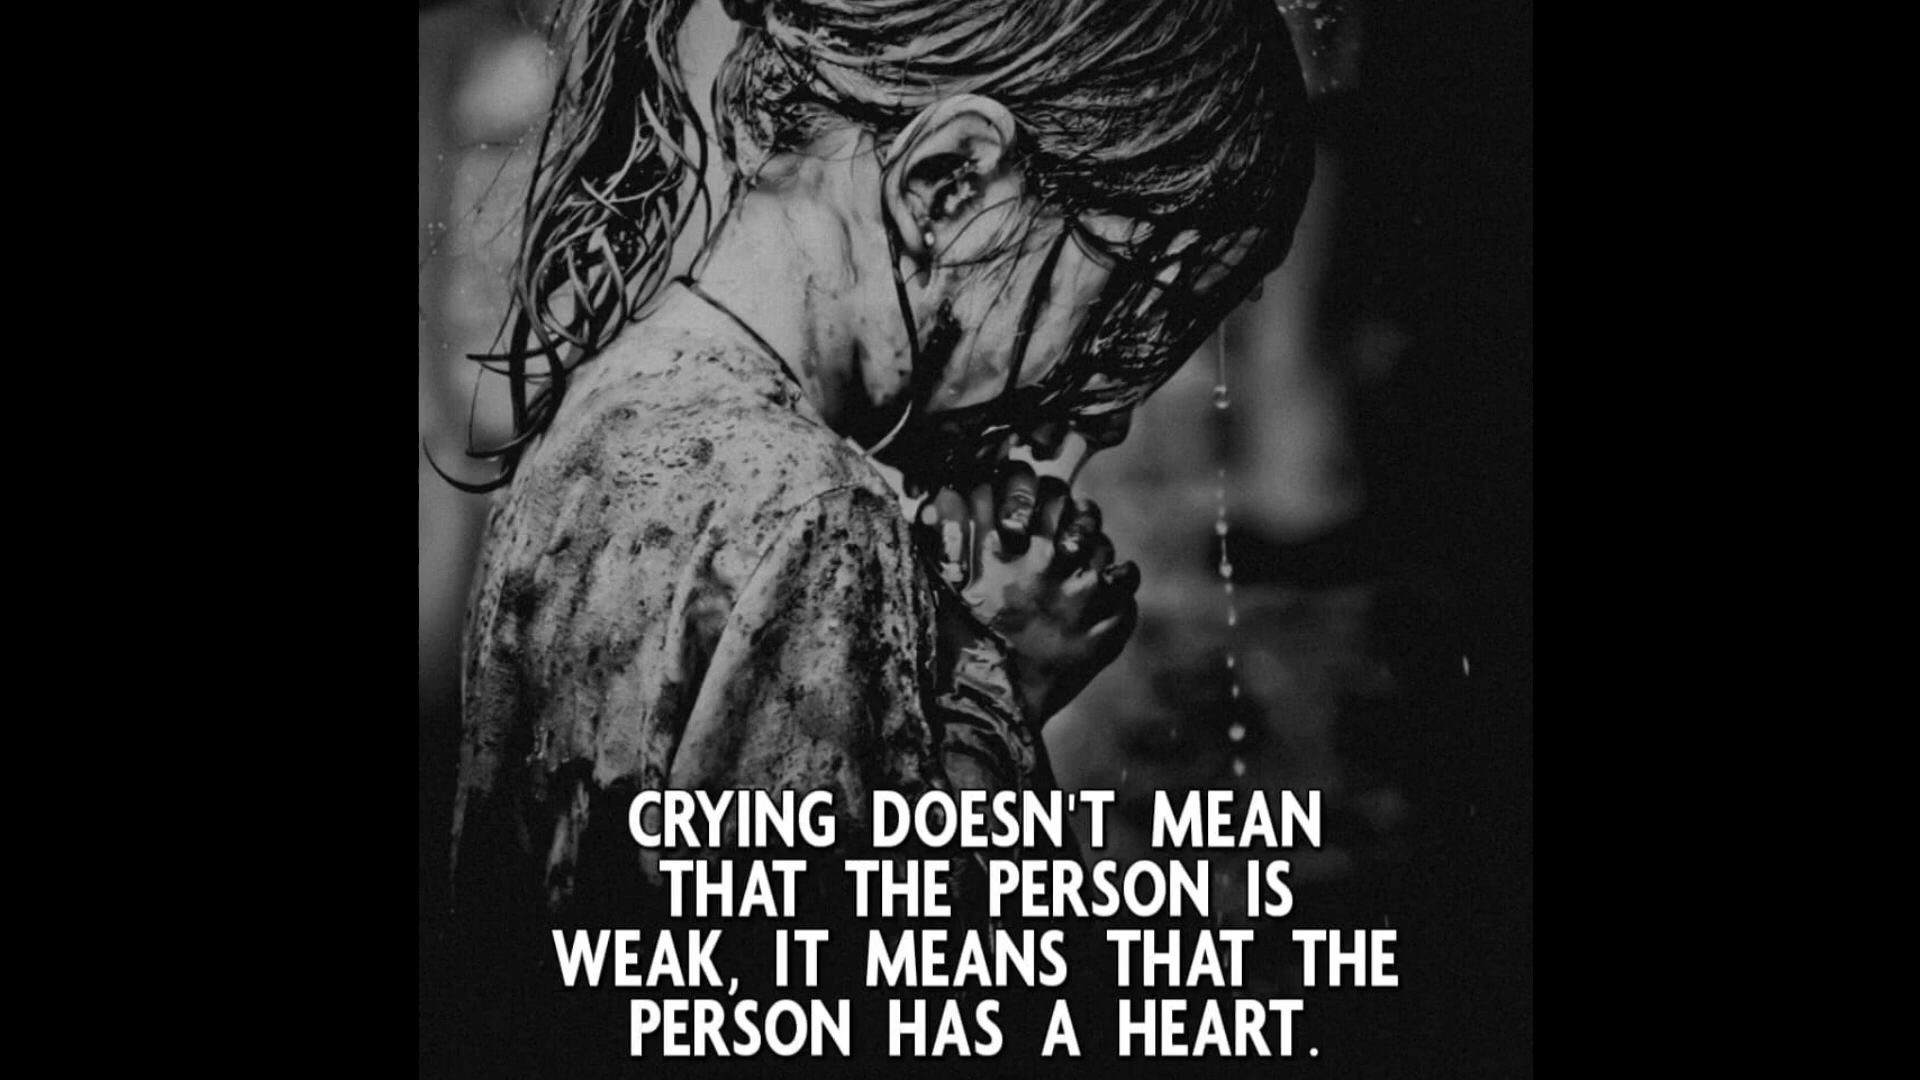 CRYING DOESN'T MEAN
THAT THE PERSON IS
WEAK, IT MEANS THAT THE
PERSON HAS A HEART.